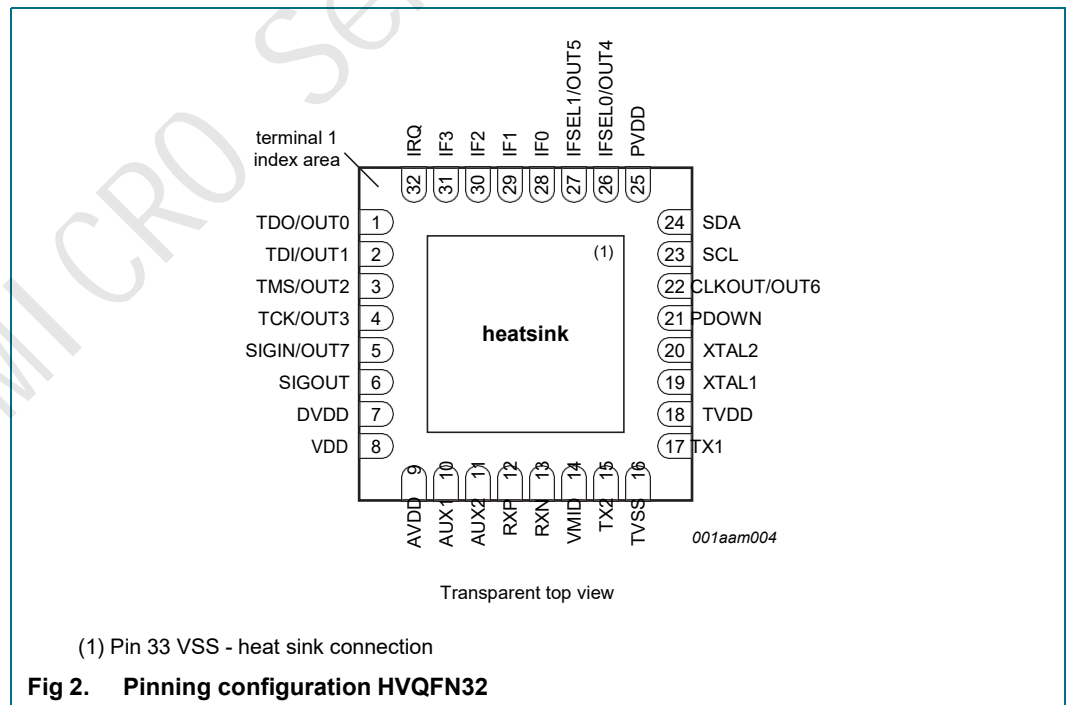 MICRO Se
terminal 1
index area
IRQ
IF3
IF2
IF1
IF0
IFSEL1/OUT5
IFSEL0/OUT4
PVDD
32
31
30
29
28
27
26
25
TDO/OUT0 1
TDI/OUT1 2
TMS/OUT2 3
TCK/OUT3 4
SIGIN/OUT7 5
SIGOUT 6
DVDD 7
VDD 8
(1)
heatsink
24 SDA
23 SCL
22 CLKOUT/OUT6
21 PDOWN
20 XTAL2
19 XTAL1
18 TVDD
17 TX1
AVDD 9
AUX1 10
AUX2 11
RXP 12
RXN 13
VMID 14
TX2 15
TVSS 16
001aam004
Transparent top view
(1) Pin 33 VSS - heat sink connection
Fig 2. Pinning configuration HVQFN32